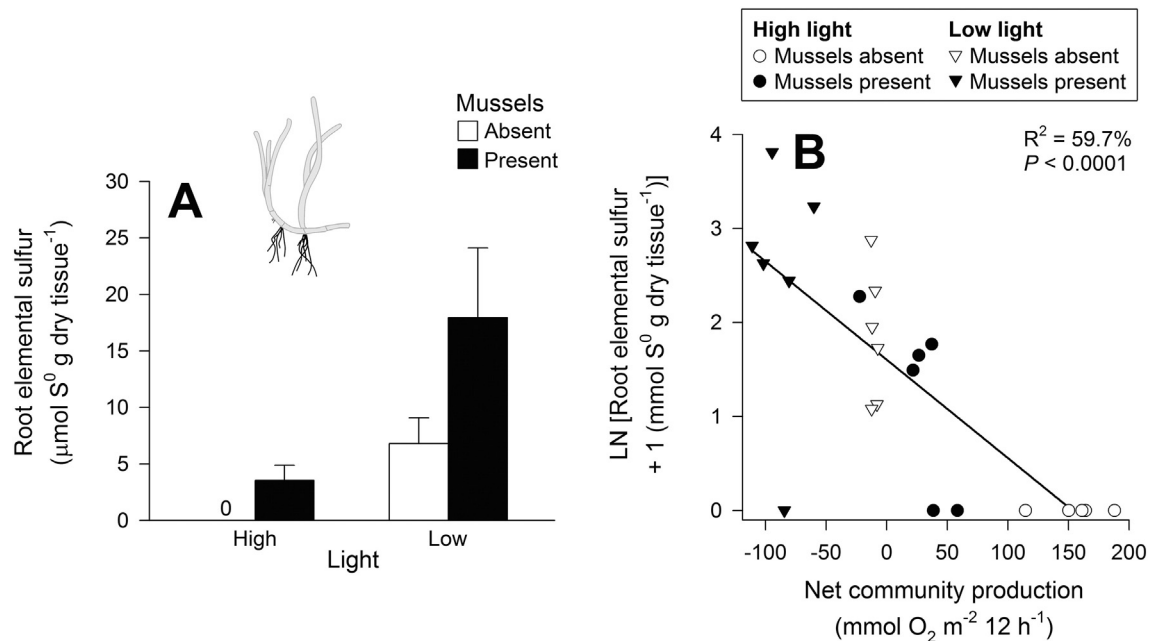 Mussels
Absent
Present
A
30
25
20
15
10
5
0
0
Root elemental sulfur
(μmol S⁰ g dry tissue⁻¹)
High Low
Light
High light Low light
Mussels absent Mussels absent
Mussels present Mussels present
B
R² = 59.7%
P < 0.0001
4
3
2
1
0
LN [Root elemental sulfur
+ 1 (mmol S⁰ g dry tissue⁻¹)]
-100 -50 0 50 100 150 200
Net community production
(mmol O₂ m⁻² 12 h⁻¹)